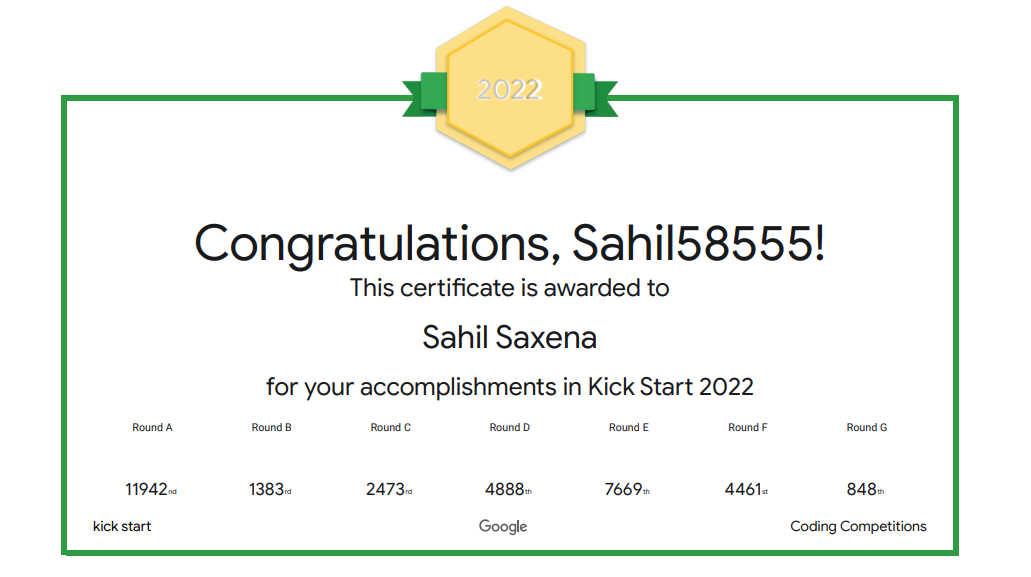 2022
Congratulations, Sahil58555!
This certificate is awarded to
Sahil Saxena
for your accomplishments in Kick Start 2022
Round A Round B Round C Round D Round E Round F Round G
11942nd 1383rd 2473rd 4888th 7669th 4461st 848th
kick start Google Coding Competitions